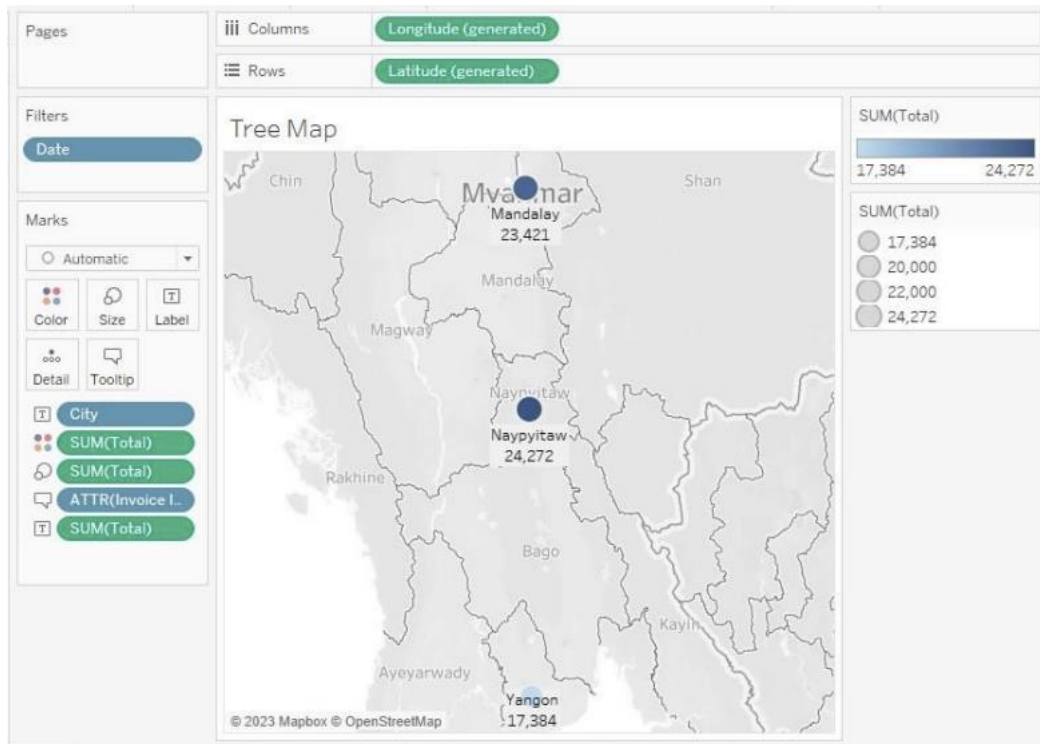 Pages
Columns
Longitude (generated)
Rows
Latitude (generated)
Filters
Date
Marks
Automatic
Color
Size
T
Label
Detail
Tooltip
T
City
SUM(Total)
SUM(Total)
ATTR(Invoice I..
T
SUM(Total)
Tree Map
Chin
Myanmar
Shan
Mandalay
23,421
Mandalay
Magway
Naypyitaw
Naypyitaw
24,272
Rakhine
Bago
Kayin
Ayeyarwady
Yangon
17,384
© 2023 Mapbox © OpenStreetMap
SUM(Total)
17,384
24,272
SUM(Total)
17,384
20,000
22,000
24,272